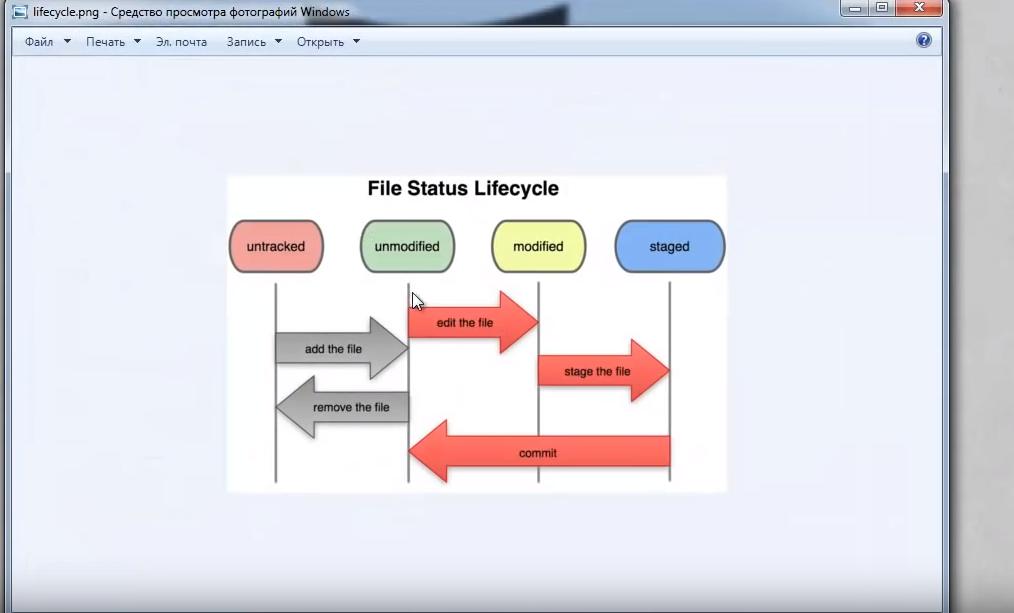 lifecycle.png - Средство просмотра фотографий Windows
Файл Печать Эл. почта Запись Открыть
File Status Lifecycle
untracked unmodified modified staged
edit the file
add the file
stage the file
remove the file
commit